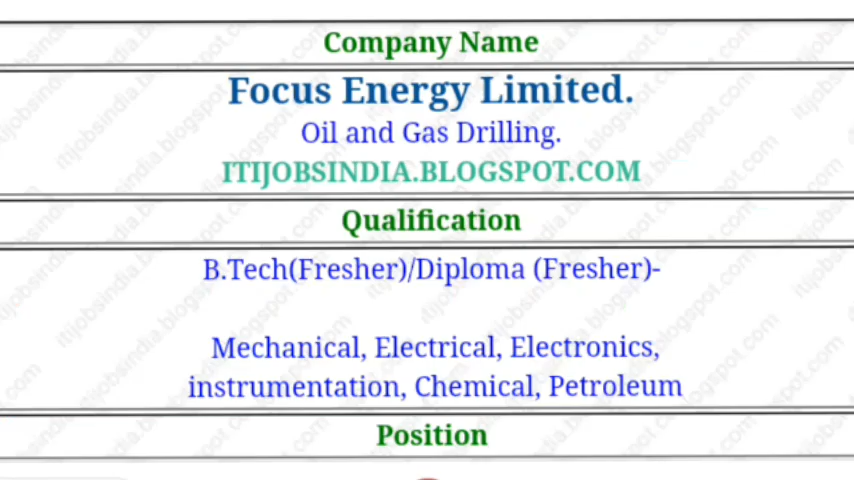 Company Name
Focus Energy Limited.
Oil and Gas Drilling.
ITIJOBSINDIA.BLOGSPOT.COM
Qualification
B.Tech(Fresher)/Diploma (Fresher)-
Mechanical, Electrical, Electronics,
instrumentation, Chemical, Petroleum
Position